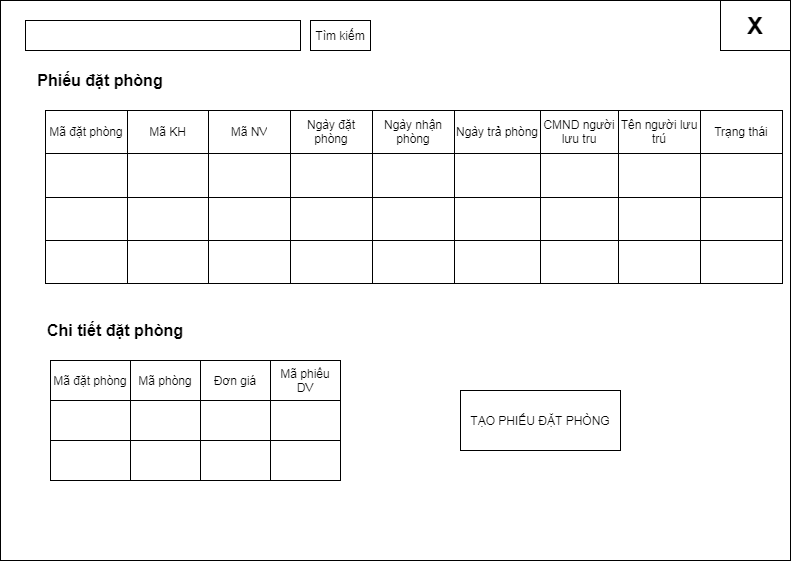 Tìm kiếm
X
Phiếu đặt phòng
Mã đặt phòng Mã KH Mã NV Ngày đặt phòng Ngày nhận phòng Ngày trả phòng CMND người lưu tru Tên người lưu trú Trạng thái
Chi tiết đặt phòng
Mã đặt phòng Mã phòng Đơn giá Mã phiếu DV
TẠO PHIẾU ĐẶT PHÒNG